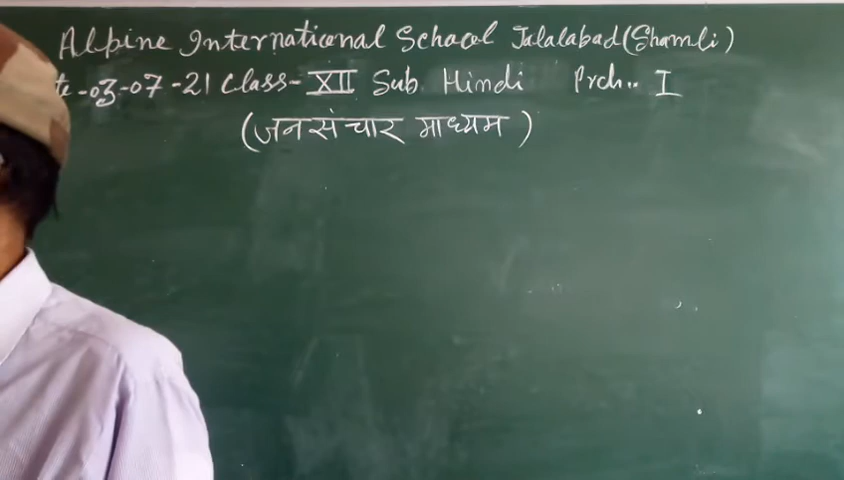 Alpine International School Jalalabad (Shamli)
te -03-07-21 Class- XII Sub. Hindi Prch.. I
(जनसंचार माध्यम)